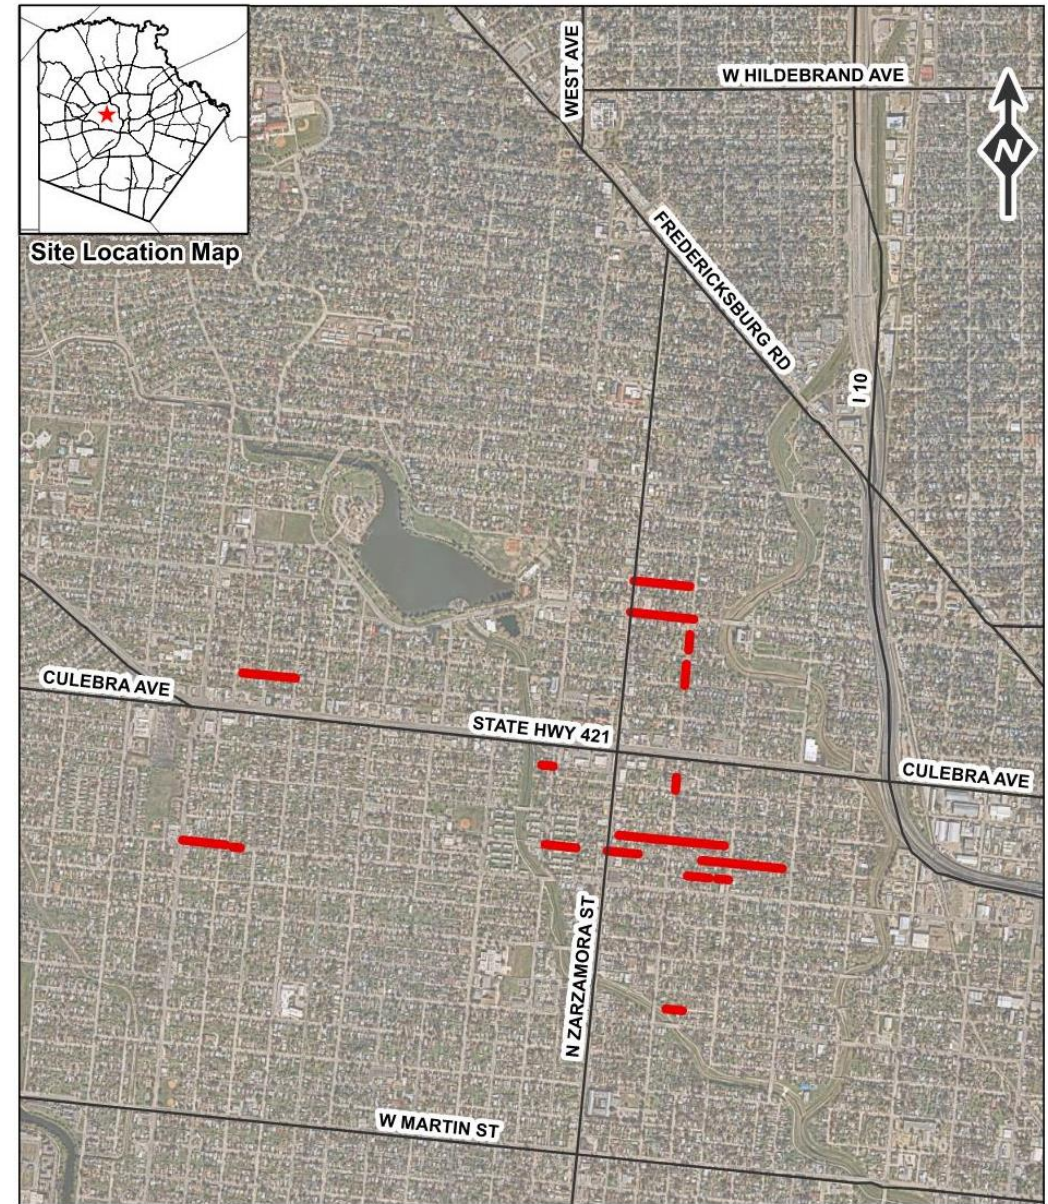 Site Location Map
WEST AVE
W HILDEBRAND AVE
N
FREDERICKSBURG RD
I 10
CULEBRA AVE
STATE HWY 421
CULEBRA AVE
N ZARZAMORA ST
W MARTIN ST